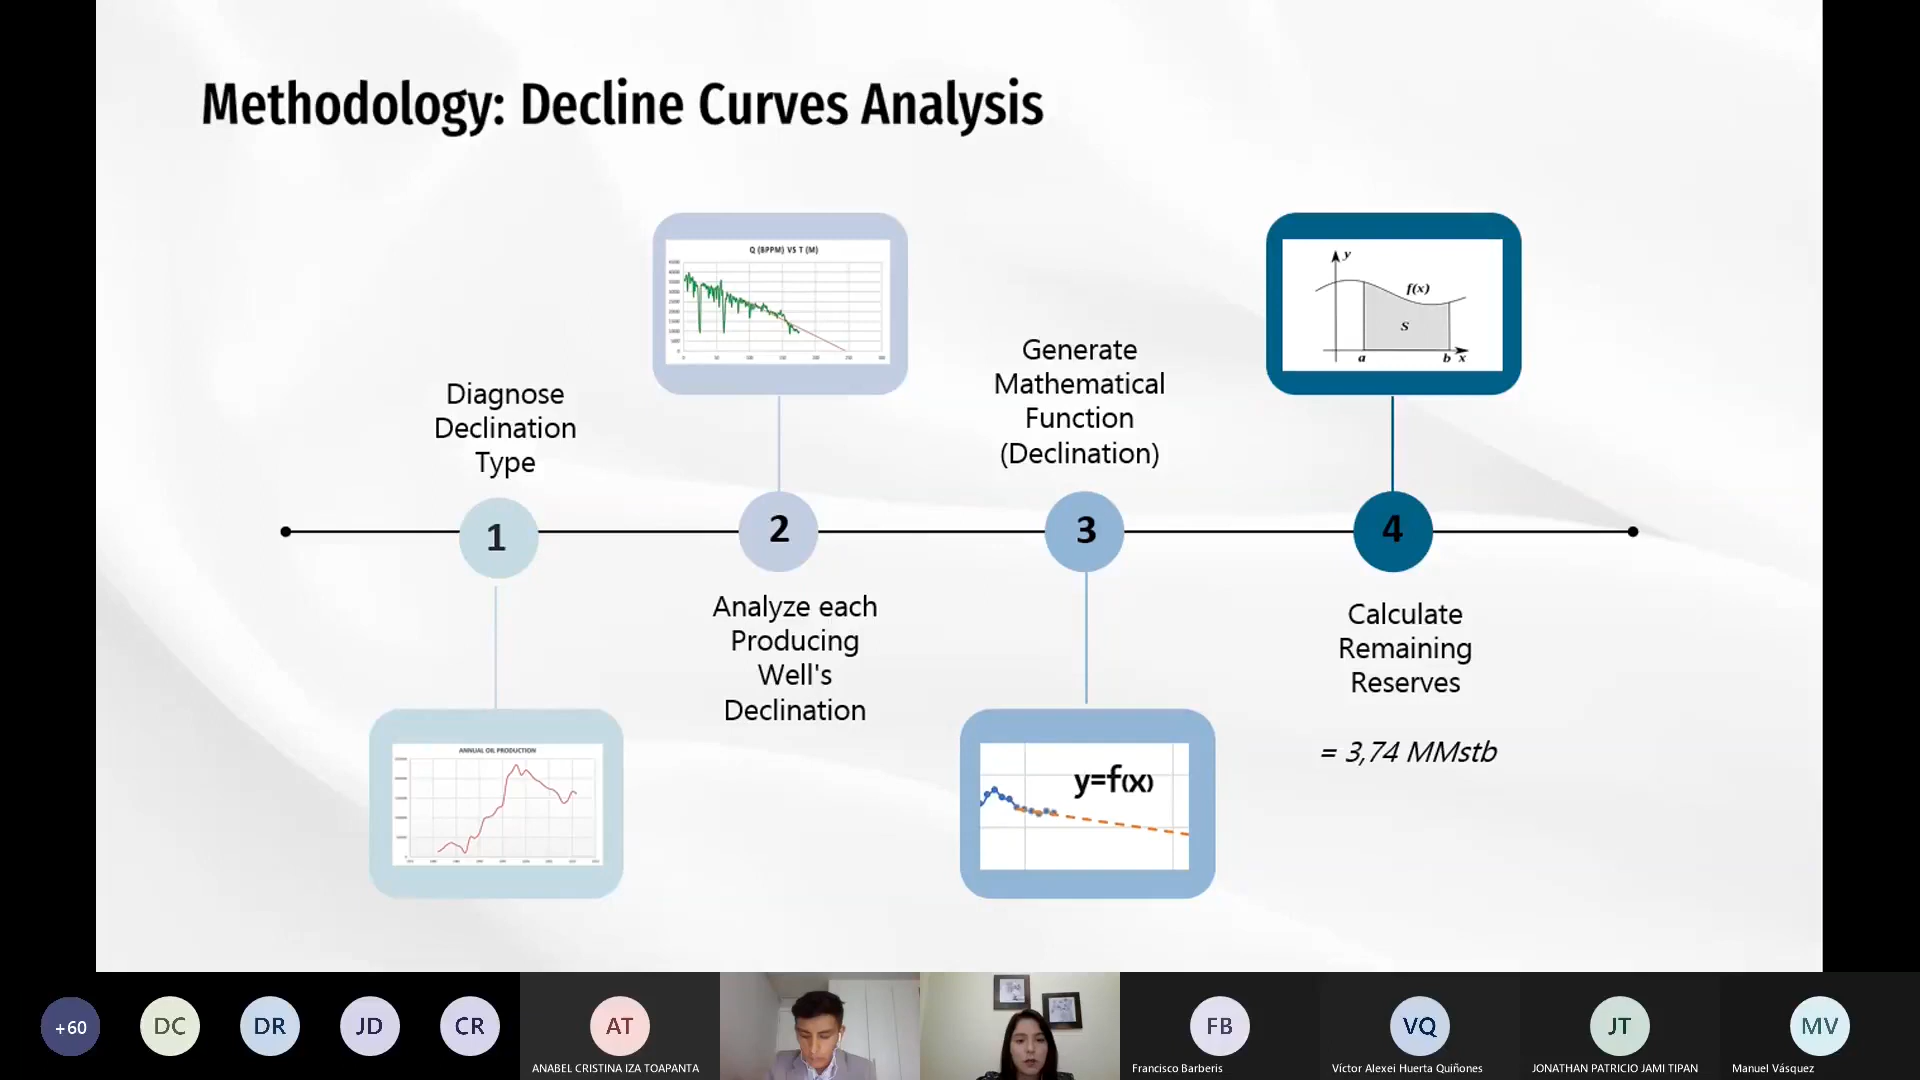 Methodology: Decline Curves Analysis
Q (BPPM) VS T (M)
y
f(x)
S
a
b
x
Diagnose
Declination
Type
Generate
Mathematical
Function
(Declination)
1
2
3
4
Analyze each
Producing
Well's
Declination
Calculate
Remaining
Reserves
= 3,74 MMstb
ANNUAL OIL PRODUCTION
y=f(x)
+60
DC
DR
JD
CR
AT
FB
VQ
JT
MV
ANABEL CRISTINA IZA TOAPANTA
Francisco Barberis
Víctor Alexei Huerta Quiñones
JONATHAN PATRICIO JAMI TIPAN
Manuel Vásquez